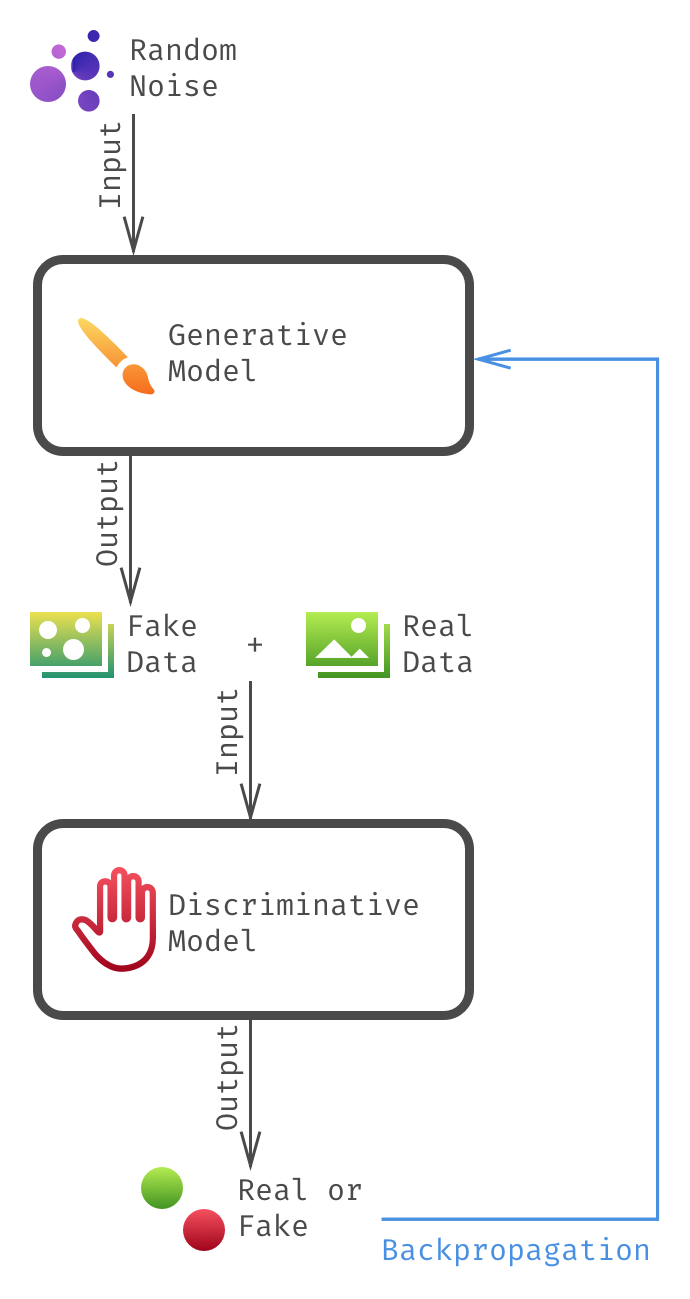 Random
Noise
Input
Generative
Model
Output
Fake
Data
+
Real
Data
Input
Discriminative
Model
Output
Real or
Fake
Backpropagation